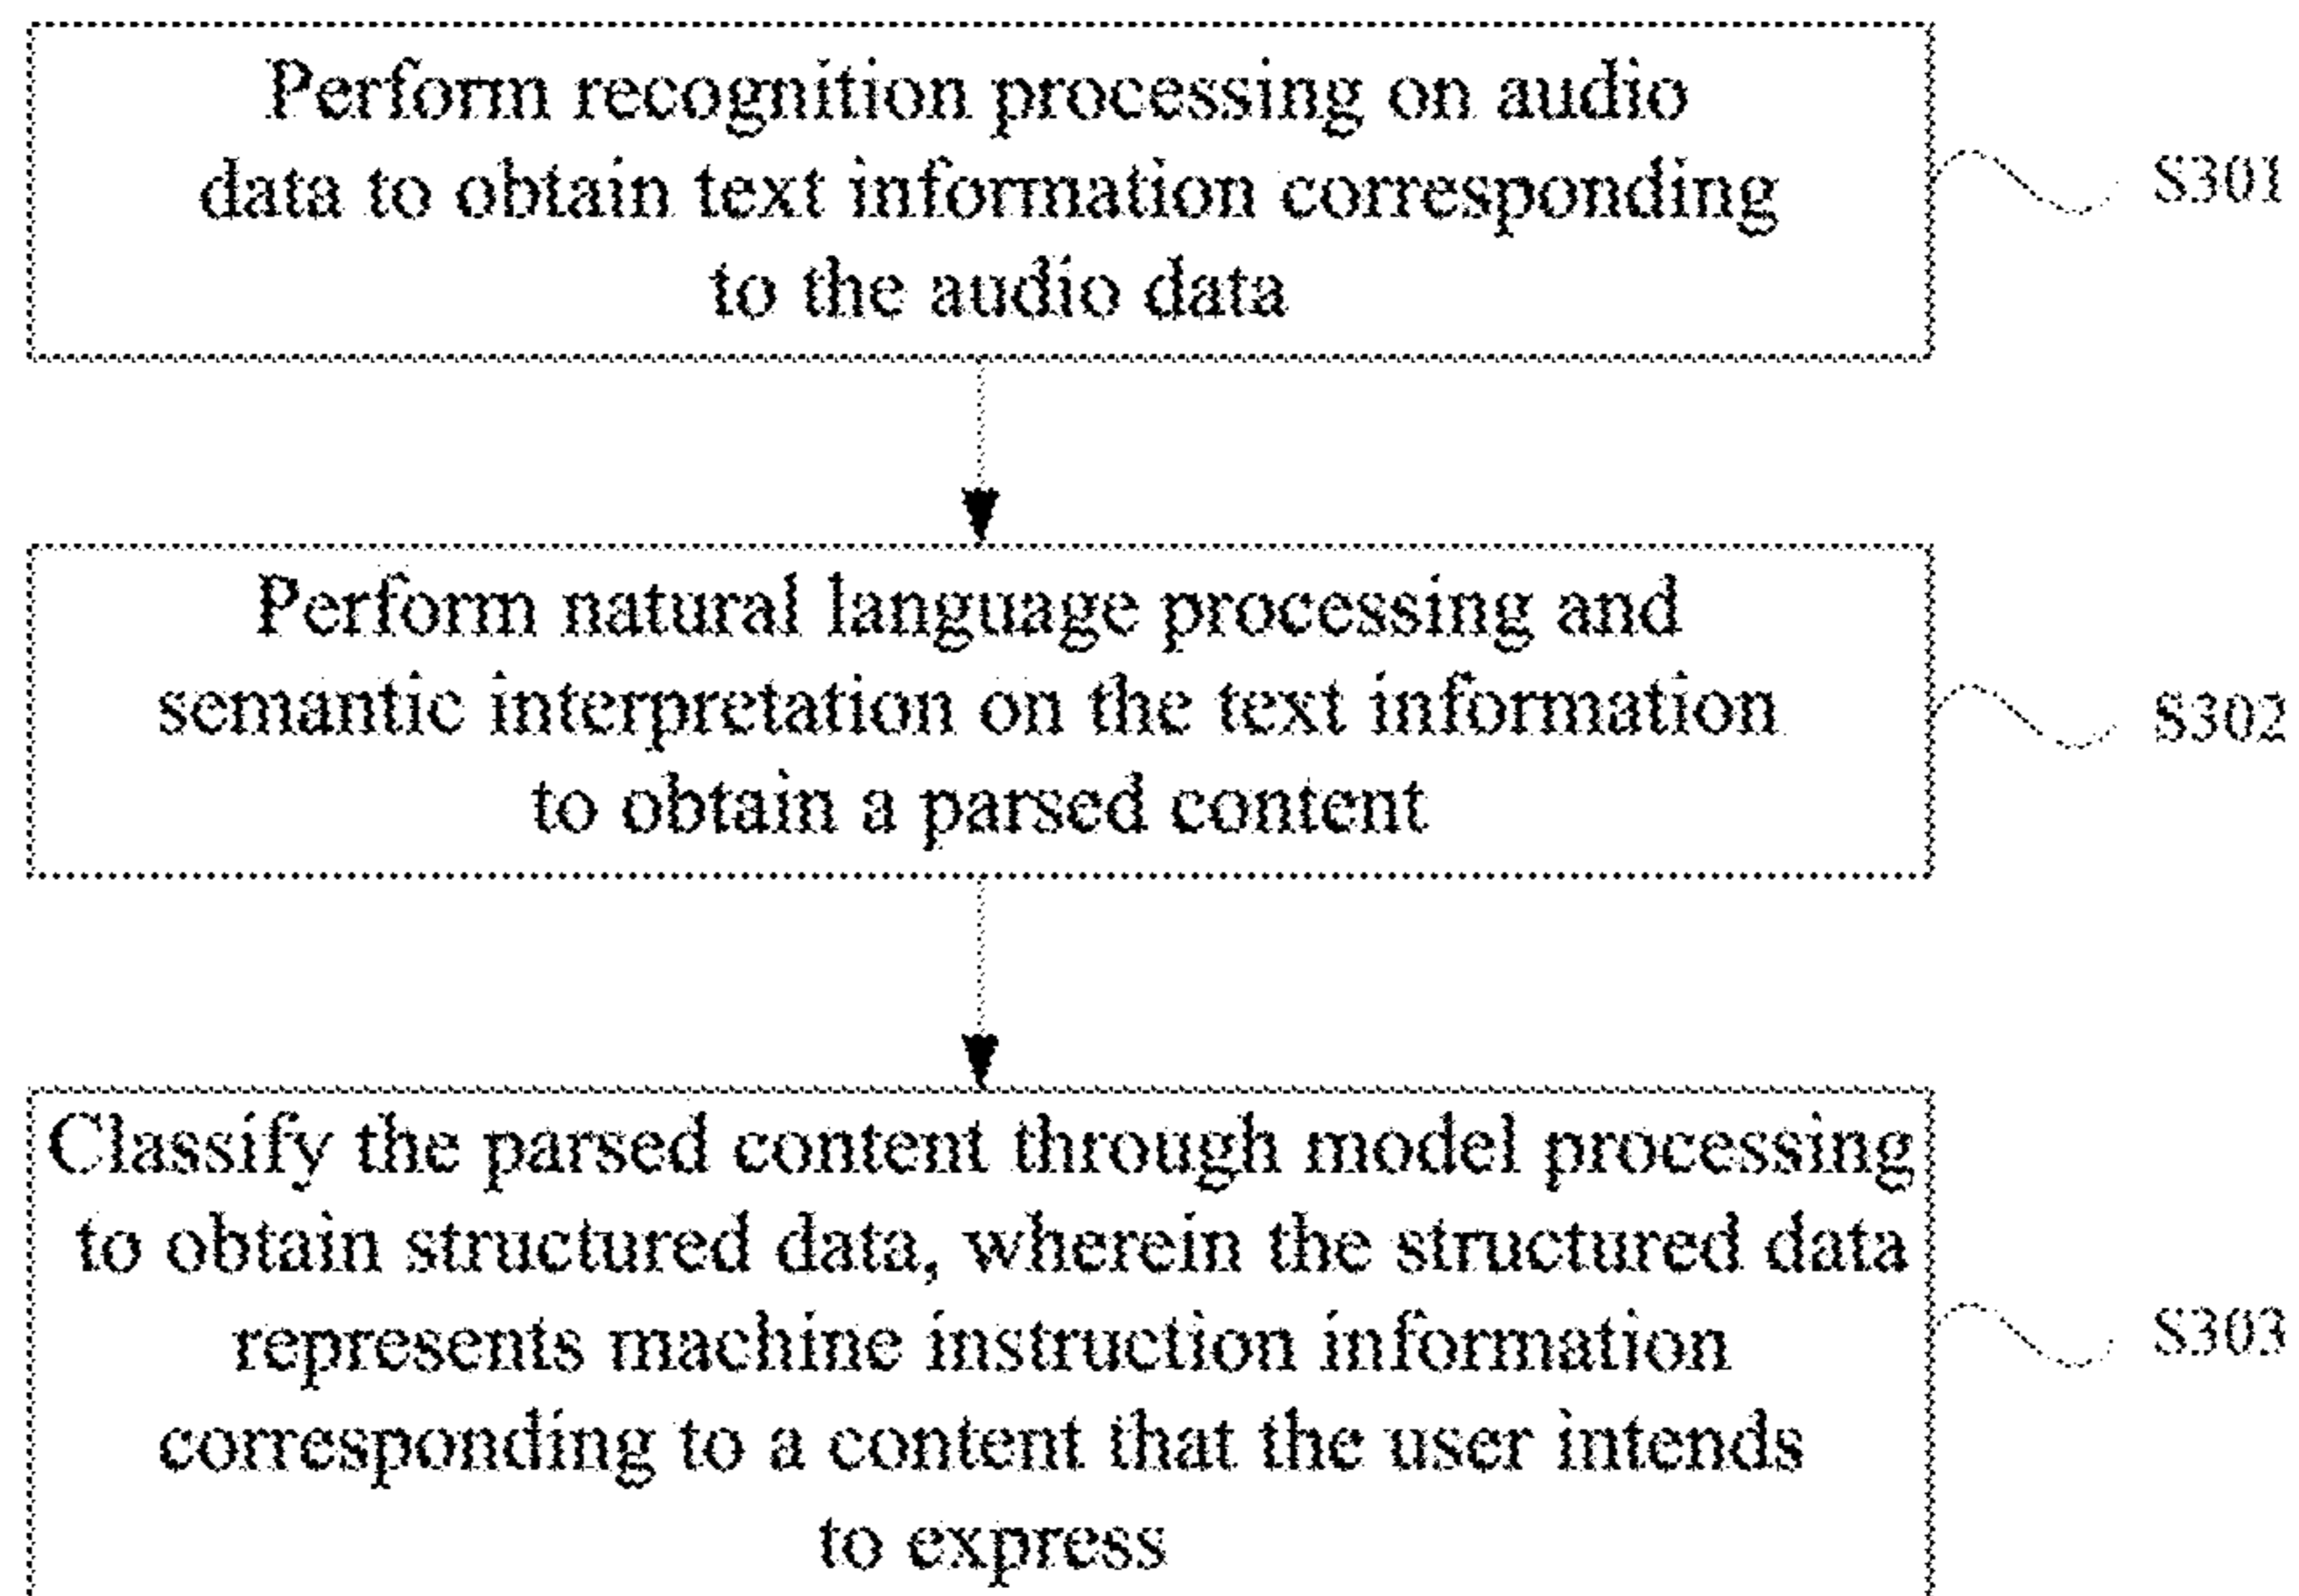 Perform recognition processing on audio
data to obtain text information corresponding
to the audio data
S301
Perform natural language processing and
semantic interpretation on the text information
to obtain a parsed content
S302
Classify the parsed content through model processing
to obtain structured data, wherein the structured data
represents machine instruction information
corresponding to a content that the user intends
to express
S303